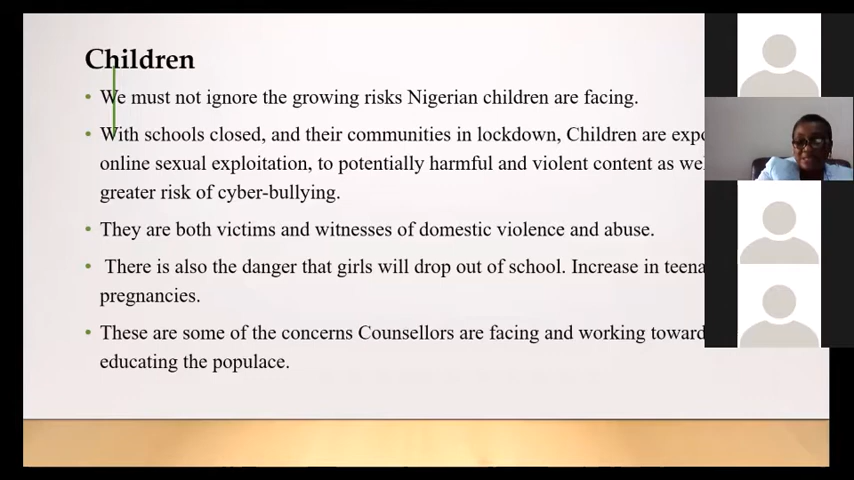 Children
We must not ignore the growing risks Nigerian children are facing.
With schools closed, and their communities in lockdown, Children are expo
online sexual exploitation, to potentially harmful and violent content as we
greater risk of cyber-bullying.
They are both victims and witnesses of domestic violence and abuse.
There is also the danger that girls will drop out of school. Increase in teena
pregnancies.
These are some of the concerns Counsellors are facing and working toward
educating the populace.